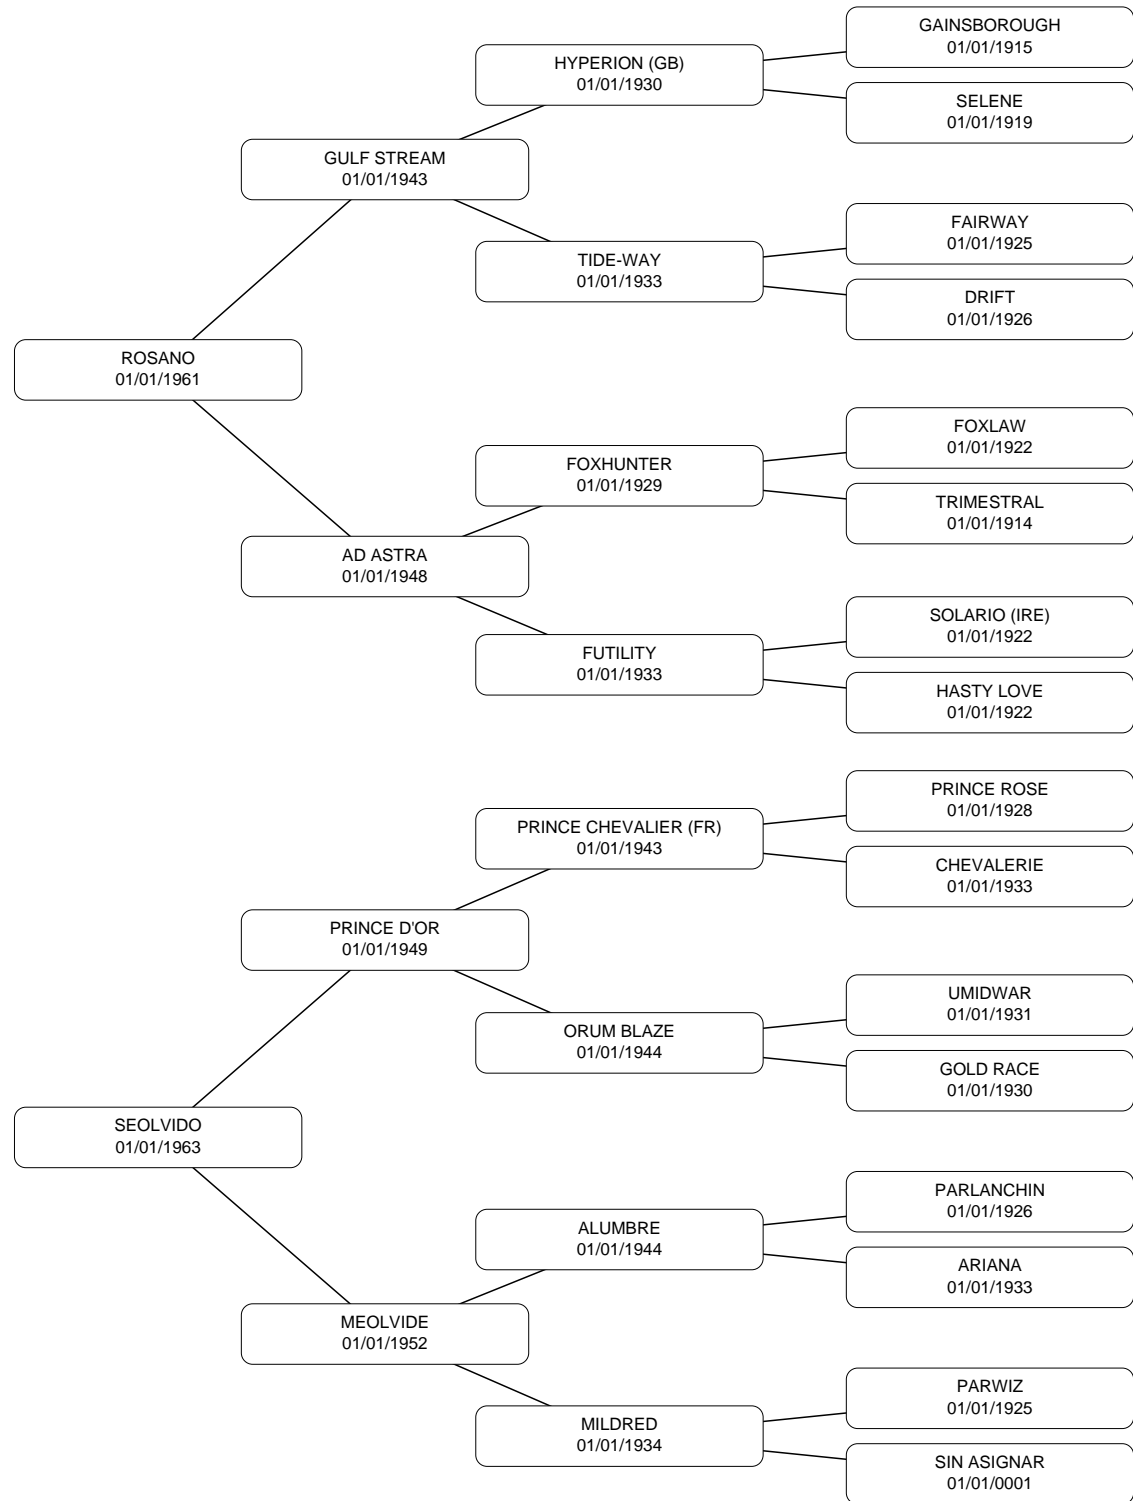 GAINSBOROUGH
01/01/1915
HYPERION (GB)
01/01/1930
SELENE
01/01/1919
GULF STREAM
01/01/1943
FAIRWAY
01/01/1925
TIDE-WAY
01/01/1933
DRIFT
01/01/1926
ROSANO
01/01/1961
FOXLAW
01/01/1922
FOXHUNTER
01/01/1929
TRIMESTRAL
01/01/1914
AD ASTRA
01/01/1948
SOLARIO (IRE)
01/01/1922
FUTILITY
01/01/1933
HASTY LOVE
01/01/1922
PRINCE ROSE
01/01/1928
PRINCE CHEVALIER (FR)
01/01/1943
CHEVALERIE
01/01/1933
PRINCE D'OR
01/01/1949
UMIDWAR
01/01/1931
ORUM BLAZE
01/01/1944
GOLD RACE
01/01/1930
SEOLVIDO
01/01/1963
PARLANCHIN
01/01/1926
ALUMBRE
01/01/1944
ARIANA
01/01/1933
MEOLVIDE
01/01/1952
PARWIZ
01/01/1925
MILDRED
01/01/1934
SIN ASIGNAR
01/01/0001